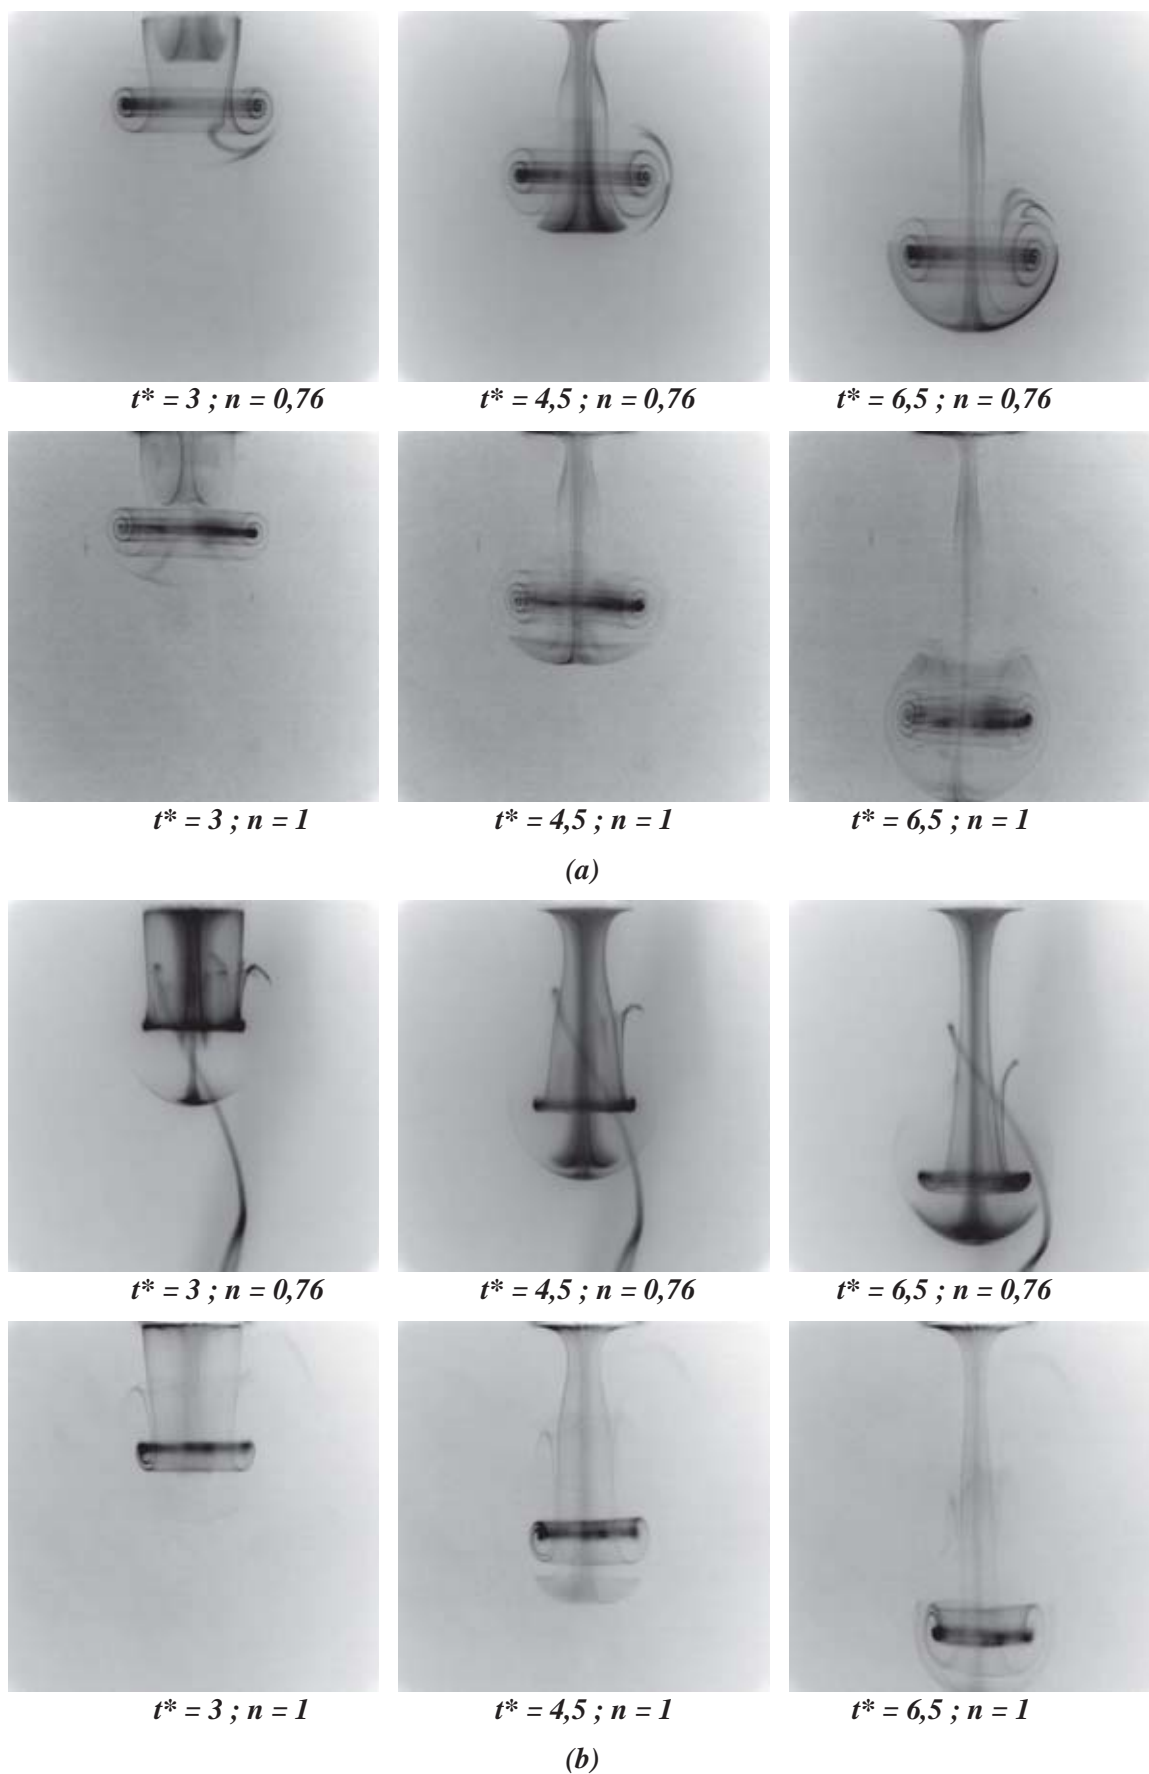 t* = 3 ; n = 0,76
t* = 4,5 ; n = 0,76
t* = 6,5 ; n = 0,76
t* = 3 ; n = 1
t* = 4,5 ; n = 1
t* = 6,5 ; n = 1
(a)
t* = 3 ; n = 0,76
t* = 4,5 ; n = 0,76
t* = 6,5 ; n = 0,76
t* = 3 ; n = 1
t* = 4,5 ; n = 1
t* = 6,5 ; n = 1
(b)